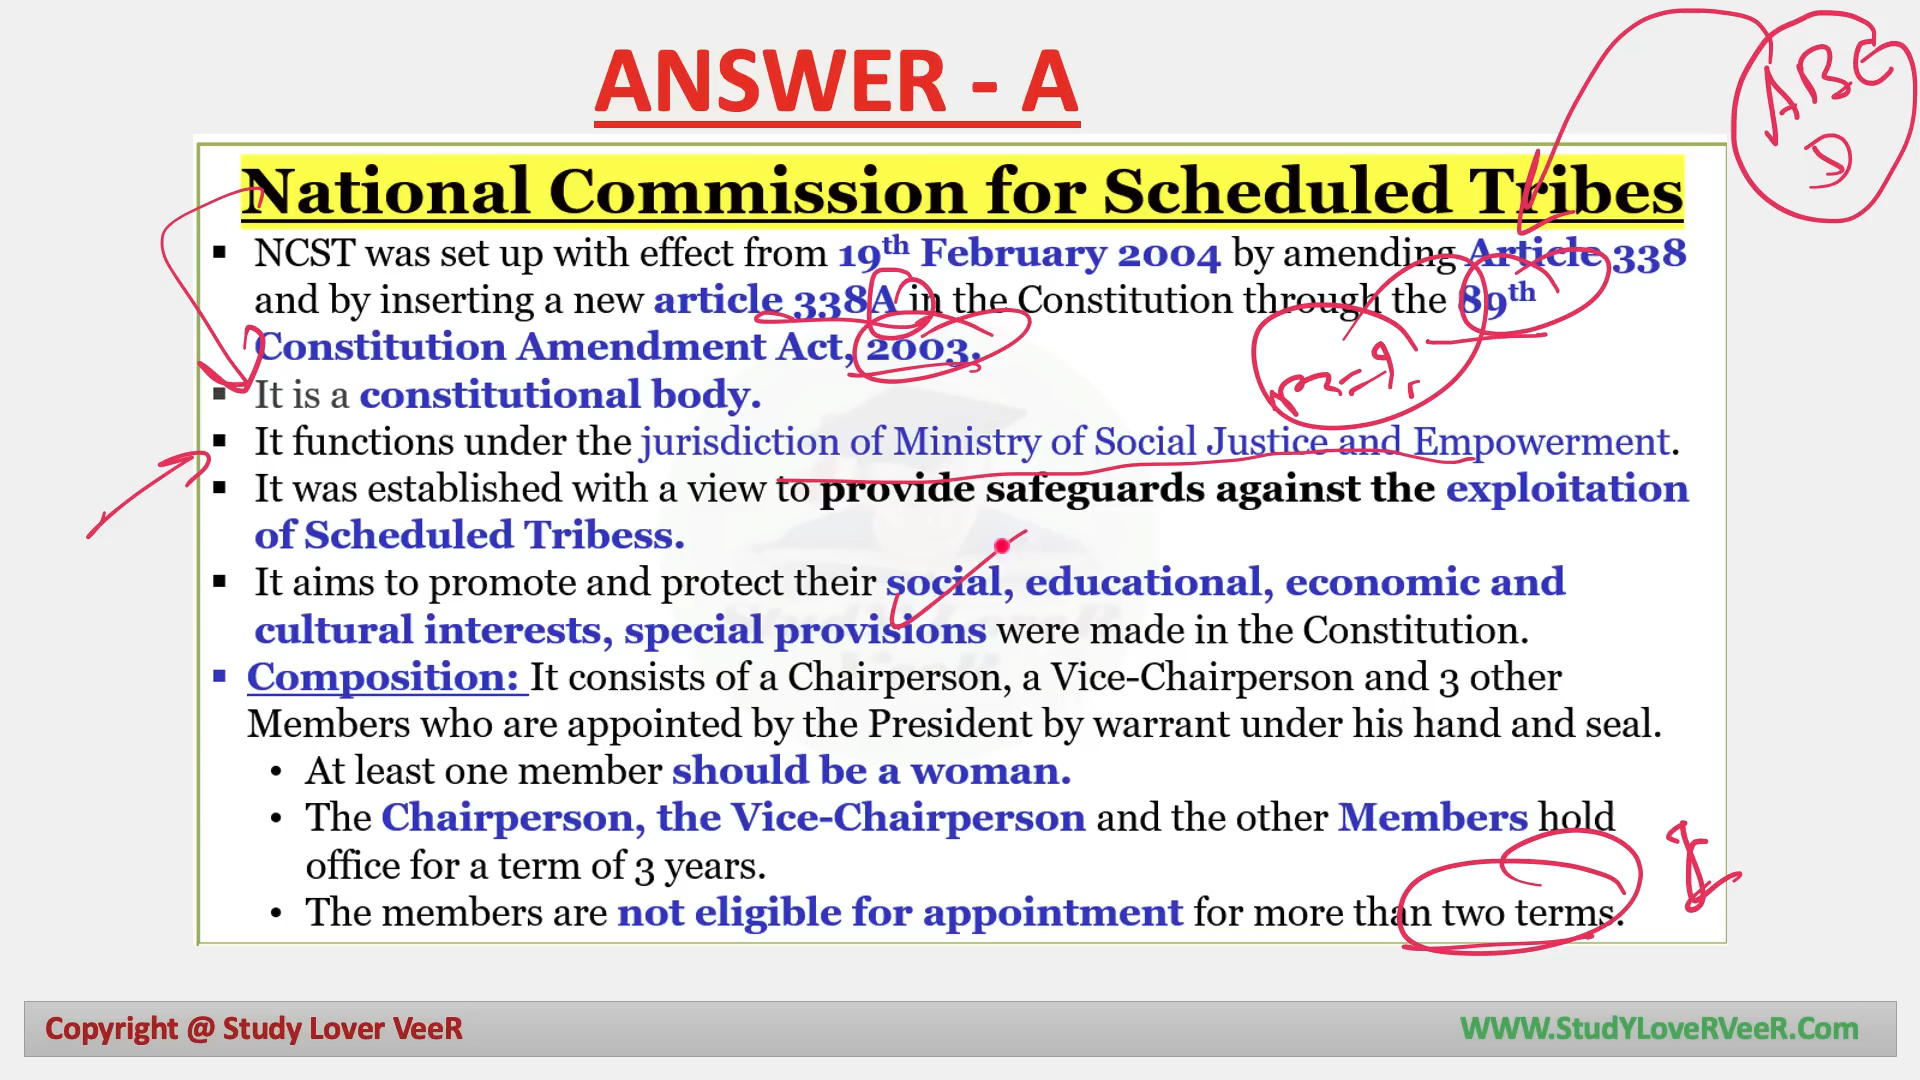 ANSWER - A
ABC
D
National Commission for Scheduled Tribes
▪ NCST was set up with effect from 19th February 2004 by amending Article 338
and by inserting a new article 338A in the Constitution through the 89th
Constitution Amendment Act, 2003.
▪ It is a constitutional body.
▪ It functions under the jurisdiction of Ministry of Social Justice and Empowerment.
▪ It was established with a view to provide safeguards against the exploitation
of Scheduled Tribess.
▪ It aims to promote and protect their social, educational, economic and
cultural interests, special provisions were made in the Constitution.
▪ Composition: It consists of a Chairperson, a Vice-Chairperson and 3 other
Members who are appointed by the President by warrant under his hand and seal.
• At least one member should be a woman.
• The Chairperson, the Vice-Chairperson and the other Members hold
office for a term of 3 years.
• The members are not eligible for appointment for more than two terms.
Copyright @ Study Lover VeeR
WWW.StudYLoveRVeeR.Com